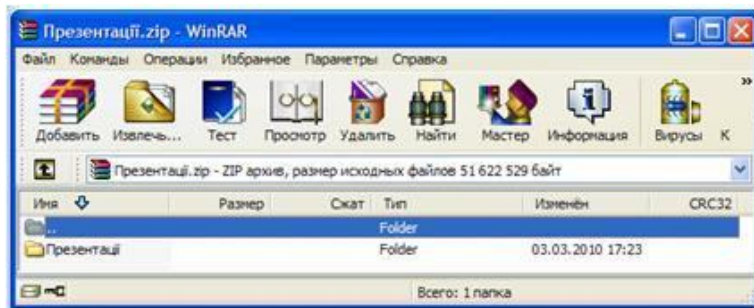 Презентації.zip - WinRAR
Файл Команды Операции Избранное Параметры Справка
Добавить Извлечь... Тест Просмотр Удалить Найти Мастер Информация Вирусы К »
Презентації.zip - ZIP архив, размер исходных файлов 51 622 529 байт
Имя Размер Сжат Тип Изменён CRC32
.. Folder
Презентації Folder 03.03.2010 17:23
Всего: 1 папка